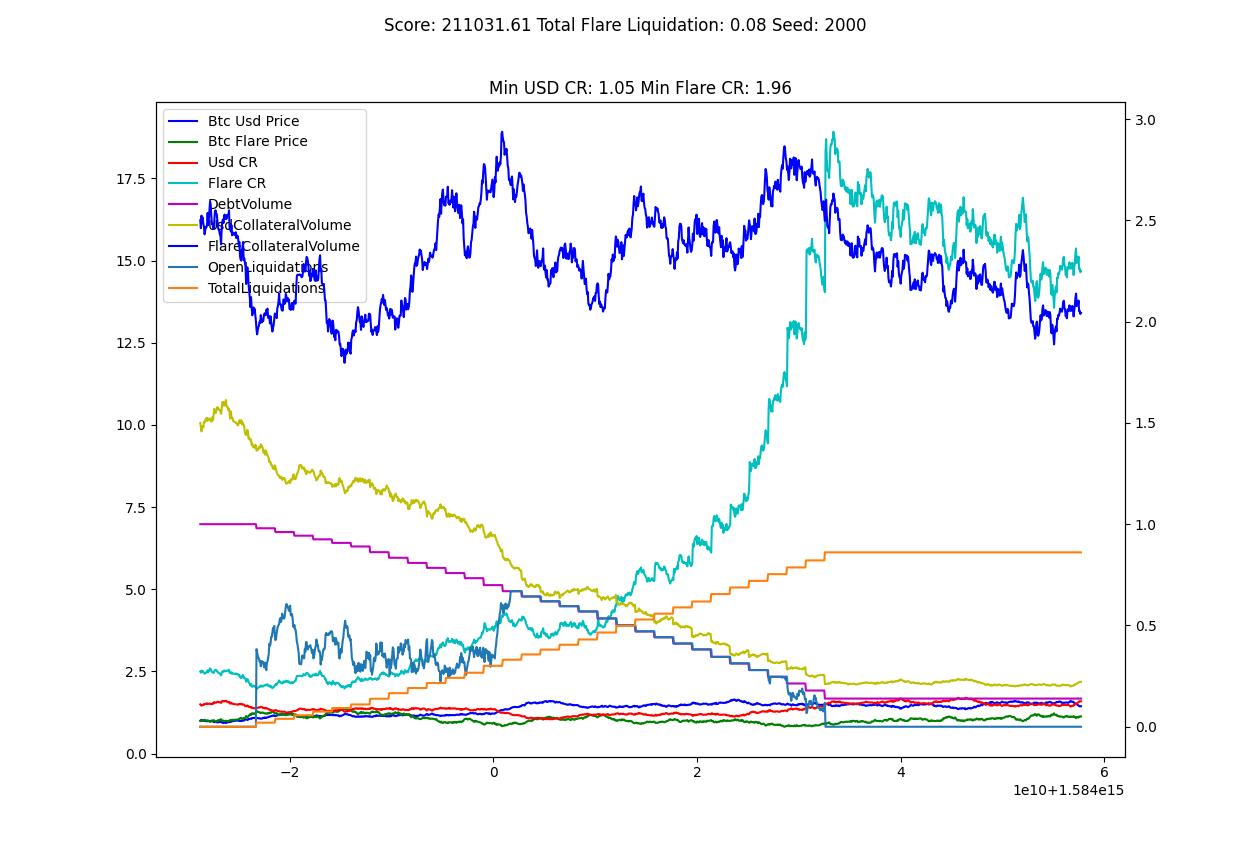 Score: 211031.61 Total Flare Liquidation: 0.08 Seed: 2000
Min USD CR: 1.05 Min Flare CR: 1.96
Btc Usd Price
Btc Flare Price
Usd CR
Flare CR
DebtVolume
UsdCollateralVolume
FlareCollateralVolume
OpenLiquidations
TotalLiquidations
17.5
15.0
12.5
10.0
7.5
5.0
2.5
0.0
3.0
2.5
2.0
1.5
1.0
0.5
0.0
−2
0
2
4
6
1e10+1.584e15